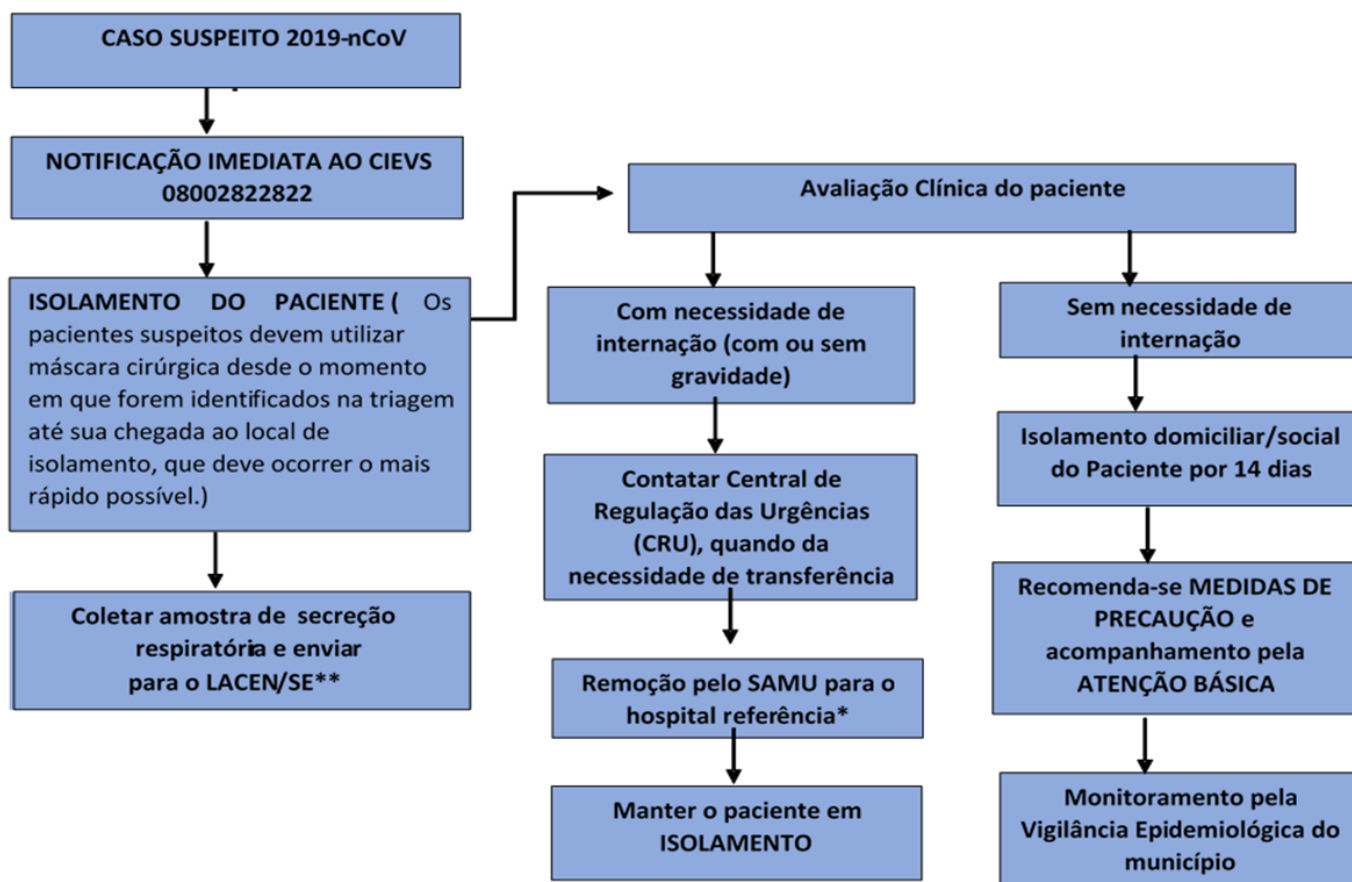 CASO SUSPEITO 2019-nCoV
NOTIFICAÇÃO IMEDIATA AO CIEVS
08002822822
ISOLAMENTO DO PACIENTE ( Os
pacientes suspeitos devem utilizar
máscara cirúrgica desde o momento
em que forem identificados na triagem
até sua chegada ao local de
isolamento, que deve ocorrer o mais
rápido possível.)
Coletar amostra de secreção
respiratória e enviar
para o LACEN/SE**
Avaliação Clínica do paciente
Com necessidade de
internação (com ou sem
gravidade)
Contatar Central de
Regulação das Urgências
(CRU), quando da
necessidade de transferência
Remoção pelo SAMU para o
hospital referência*
Manter o paciente em
ISOLAMENTO
Sem necessidade de
internação
Isolamento domiciliar/social
do Paciente por 14 dias
Recomenda-se MEDIDAS DE
PRECAUÇÃO e
acompanhamento pela
ATENÇÃO BÁSICA
Monitoramento pela
Vigilância Epidemiológica do
município